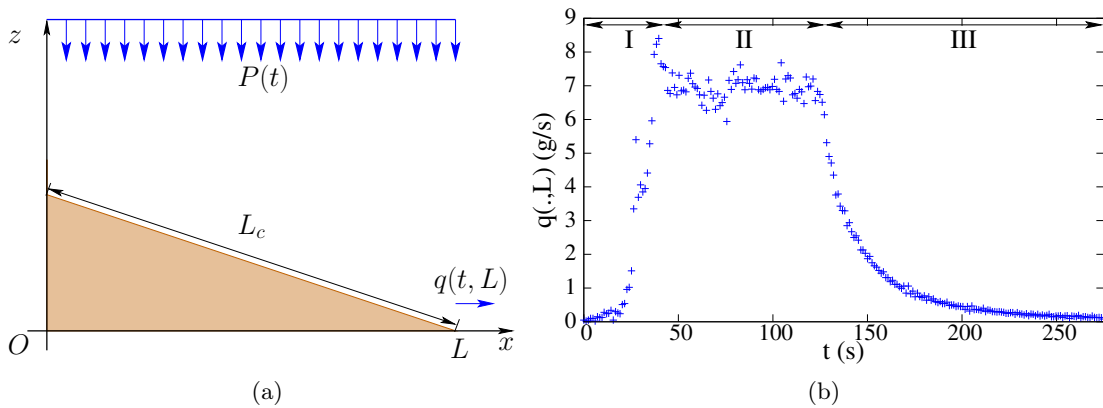 z
P(t)
L_c
q(t, L)
O
L
x
(a)
9
8
7
6
5
4
3
2
1
0
q(.,L) (g/s)
I II III
0 50 100 150 200 250
t (s)
(b)